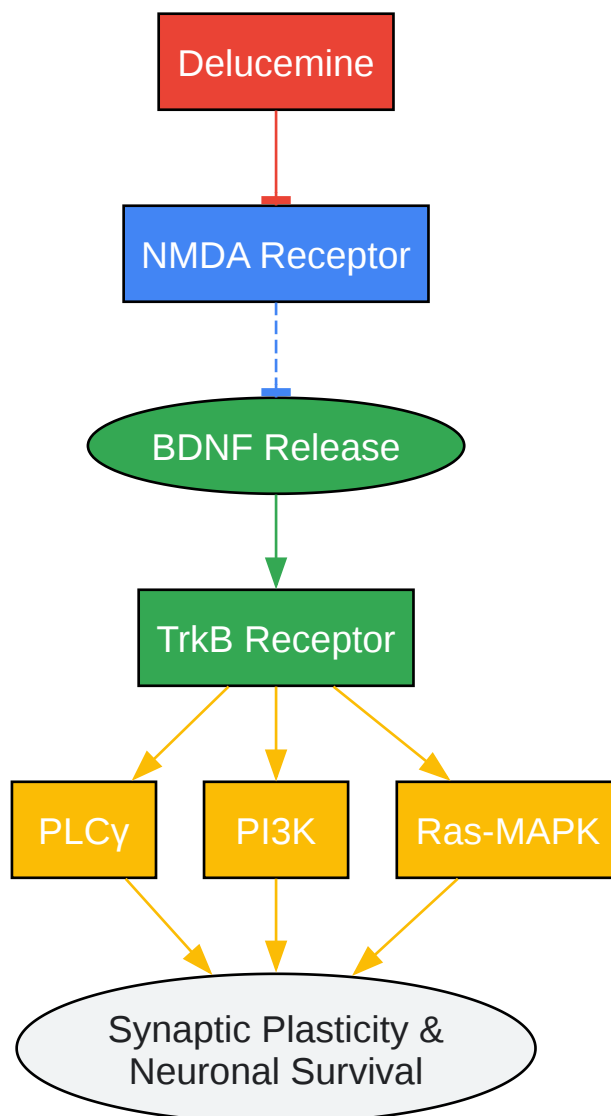 Delucemine
NMDA Receptor
BDNF Release
TrkB Receptor
PLCγ
PI3K
Ras-MAPK
Synaptic Plasticity &
Neuronal Survival